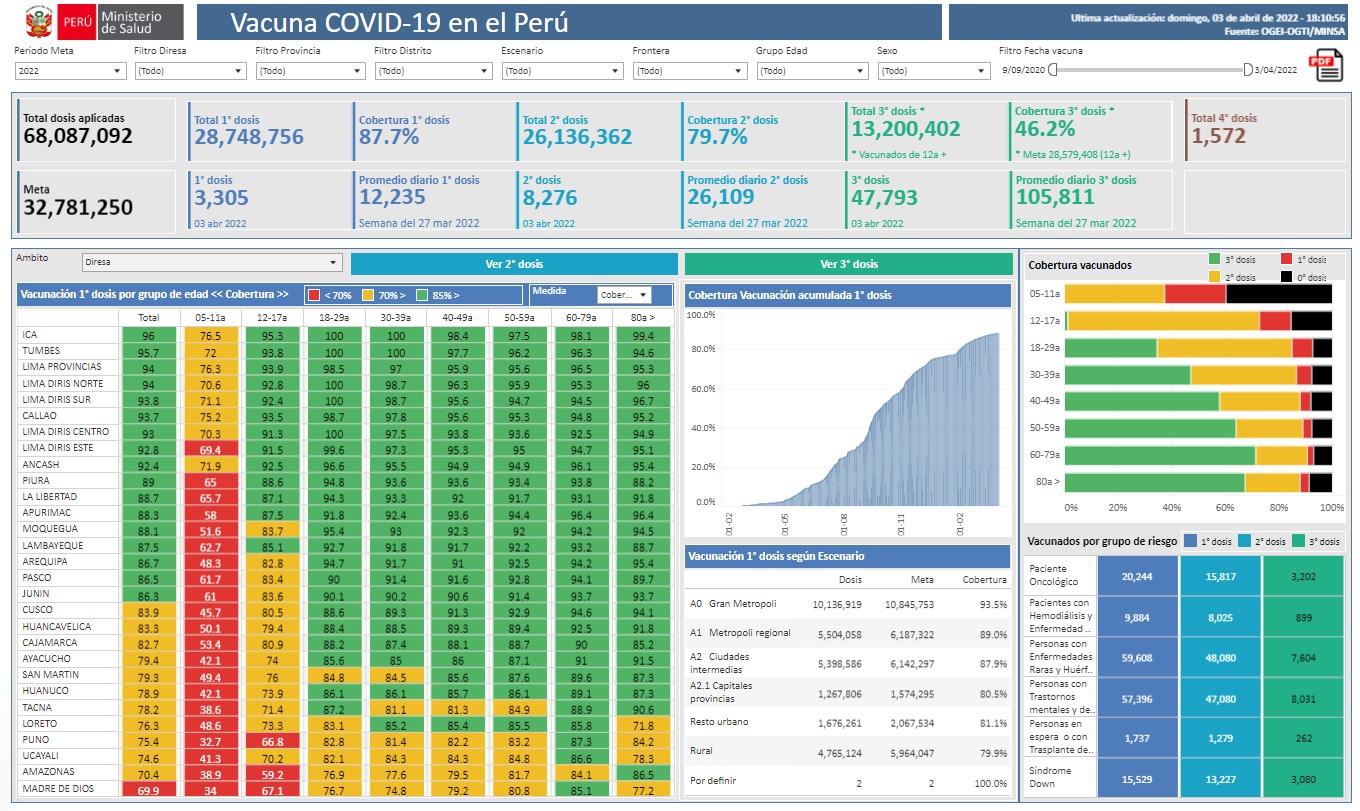 PERÚ
Ministerio
de Salud
Vacuna COVID-19 en el Perú
Ultima actualización: domingo, 03 de abril de 2022 - 18:10:56
Fuente: OGEI-OGTI/MINSA
Período Meta
Filtro Diresa
Filtro Provincia
Filtro Distrito
Escenario
Frontera
Grupo Edad
Sexo
Filtro Fecha vacuna
2022
(Todo)
(Todo)
(Todo)
(Todo)
(Todo)
(Todo)
(Todo)
9/09/2020
3/04/2022
PDF
Total dosis aplicadas
68,087,092
Total 1° dosis
28,748,756
Cobertura 1° dosis
87.7%
Total 2° dosis
26,136,362
Cobertura 2° dosis
79.7%
Total 3° dosis *
13,200,402
* Vacunados de 12a +
Cobertura 3° dosis *
46.2%
* Meta 28,579,408 (12a +)
Total 4° dosis
1,572
Meta
32,781,250
1° dosis
3,305
03 abr 2022
Promedio diario 1° dosis
12,235
Semana del 27 mar 2022
2° dosis
8,276
03 abr 2022
Promedio diario 2° dosis
26,109
Semana del 27 mar 2022
3° dosis
47,793
03 abr 2022
Promedio diario 3° dosis
105,811
Semana del 27 mar 2022
Ambito
Diresa
Ver 2° dosis
Ver 3° dosis
Vacunación 1° dosis por grupo de edad << Cobertura >>
< 70%
70% >
85% >
Medida
Cober...
Total 05-11a 12-17a 18-29a 30-39a 40-49a 50-59a 60-79a 80a >
ICA 96 76.5 95.3 100 100 98.4 97.5 98.1 99.4
TUMBES 95.7 72 93.8 100 100 97.7 96.2 96.3 94.6
LIMA PROVINCIAS 94 76.3 93.9 98.5 97 95.9 95.6 96.5 95.3
LIMA DIRIS NORTE 94 70.6 92.8 100 98.7 96.3 95.9 95.3 96
LIMA DIRIS SUR 93.8 71.1 92.4 100 98.7 95.6 94.7 94.5 96.7
CALLAO 93.7 75.2 93.5 98.7 97.8 95.6 95.3 94.8 95.2
LIMA DIRIS CENTRO 93 70.3 91.3 100 97.5 93.8 93.6 92.5 94.9
LIMA DIRIS ESTE 92.8 69.4 91.5 99.6 97.3 95.3 95 94.7 95.1
ANCASH 92.4 71.9 92.5 96.6 95.5 94.9 94.9 96.1 95.4
PIURA 89 65 88.6 94.8 93.6 93.6 93.4 93.8 88.2
LA LIBERTAD 88.7 65.7 87.1 94.3 93.3 92 91.7 93.1 91.8
APURIMAC 88.3 58 87.5 91.8 92.4 93.6 94.4 96.4 96.4
MOQUEGUA 88.1 51.6 83.7 95.4 93 92.3 92 94.2 94.5
LAMBAYEQUE 87.5 62.7 85.1 92.7 91.8 91.7 92.2 93.2 88.7
AREQUIPA 86.7 48.3 82.8 94.7 91.7 91 92.5 94.2 95.4
PASCO 86.5 61.7 83.4 90 91.4 91.6 92.8 94.1 89.7
JUNIN 86.3 61 83.6 90.1 90.2 90.6 91.4 93.7 93.7
CUSCO 83.9 45.7 80.5 88.6 89.3 91.3 92.9 94.6 94.1
HUANCAVELICA 83.3 50.1 79.4 88.4 88.5 89.3 89.4 92.5 91.8
CAJAMARCA 82.7 53.4 80.9 88.2 87.4 88.1 88.7 90 85.2
AYACUCHO 79.4 42.1 74 85.6 85 86 87.1 91 91.5
SAN MARTIN 79.3 49.4 76 84.8 84.5 85.6 87.6 89.6 87.3
HUANUCO 78.9 42.1 73.9 86.1 86.1 85.7 86.1 89.1 87.3
TACNA 78.2 38.6 71.4 87.2 81.1 81.3 84.9 88.9 90.6
LORETO 76.3 48.6 73.3 83.1 85.2 85.4 85.5 85.8 71.8
PUNO 75.4 32.7 66.8 82.8 81.4 82.2 83.2 87.3 84.2
UCAYALI 74.6 41.3 70.2 82.1 84.3 84.3 84.8 86.6 78.3
AMAZONAS 70.4 38.9 59.2 76.9 77.6 79.5 81.7 84.1 86.5
MADRE DE DIOS 69.9 34 67.1 76.7 74.8 79.2 80.8 85.1 77.2
Cobertura Vacunación acumulada 1° dosis
100.0%
80.0%
60.0%
40.0%
20.0%
0.0%
01-02
01-05
01-08
01-11
01-02
Vacunación 1° dosis según Escenario
Dosis Meta Cobertura
A0 Gran Metropoli 10,136,919 10,845,753 93.5%
A1 Metropoli regional 5,504,058 6,187,322 89.0%
A2 Ciudades
intermedias 5,398,586 6,142,297 87.9%
A2.1 Capitales
provincias 1,267,806 1,574,295 80.5%
Resto urbano 1,676,261 2,067,534 81.1%
Rural 4,765,124 5,964,047 79.9%
Por definir 2 2 100.0%
Cobertura vacunados
3° dosis
1° dosis
2° dosis
0° dosis
05-11a
12-17a
18-29a
30-39a
40-49a
50-59a
60-79a
80a >
0% 20% 40% 60% 80% 100%
Vacunados por grupo de riesgo
1° dosis
2° dosis
3° dosis
Paciente
Oncológico 20,244 15,817 3,202
Pacientes con
Hemodiálisis y
Enfermedad .. 9,884 8,025 899
Personas con
Enfermedades
Raras y Huérf.. 59,608 48,080 7,604
Personas con
Trastornos
mentales y de.. 57,396 47,080 8,031
Personas en
espera o con
Trasplante de.. 1,737 1,279 262
Síndrome
Down 15,529 13,227 3,080